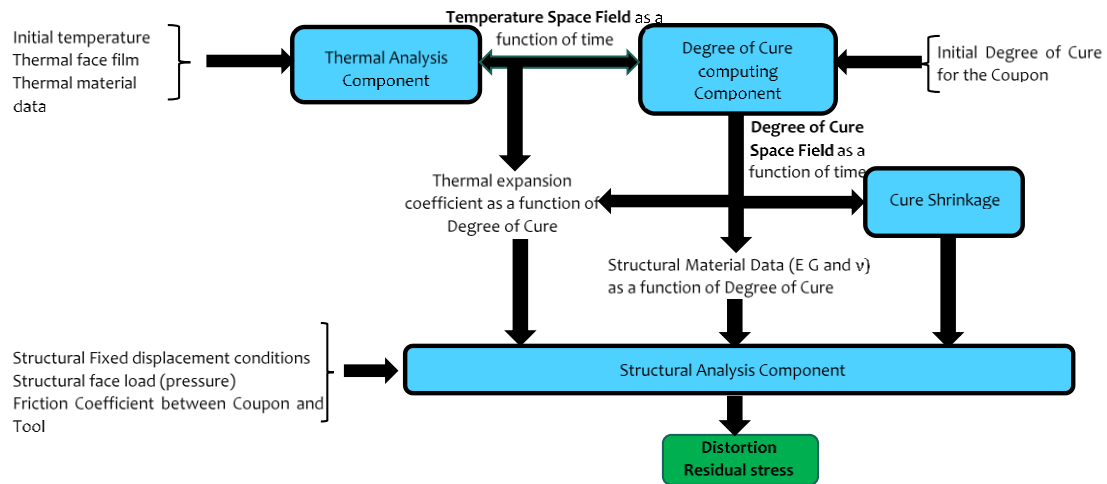 Initial temperature
Thermal face film
Thermal material
data
Thermal Analysis
Component
Temperature Space Field as a
function of time
Degree of Cure
computing
Component
Initial Degree of Cure
for the Coupon
Degree of Cure
Space Field as a
function of time
Thermal expansion
coefficient as a function of
Degree of Cure
Cure Shrinkage
Structural Material Data (E G and ν)
as a function of Degree of Cure
Structural Fixed displacement conditions
Structural face load (pressure)
Friction Coefficient between Coupon and
Tool
Structural Analysis Component
Distortion
Residual stress